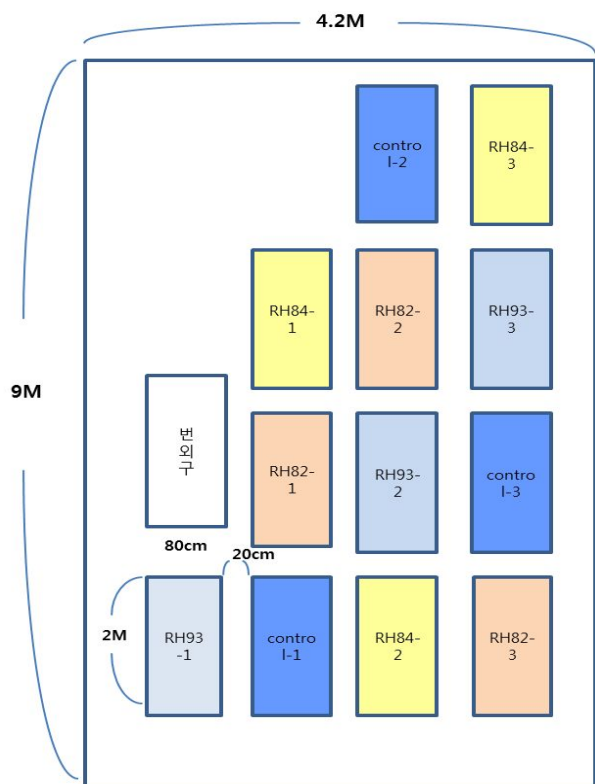 4.2M
contro
l-2
RH84-
3
RH84-
1
RH82-
2
RH93-
3
9M
번
외
구
RH82-
1
RH93-
2
contro
l-3
80cm
20cm
2M
RH93
-1
contro
l-1
RH84-
2
RH82-
3